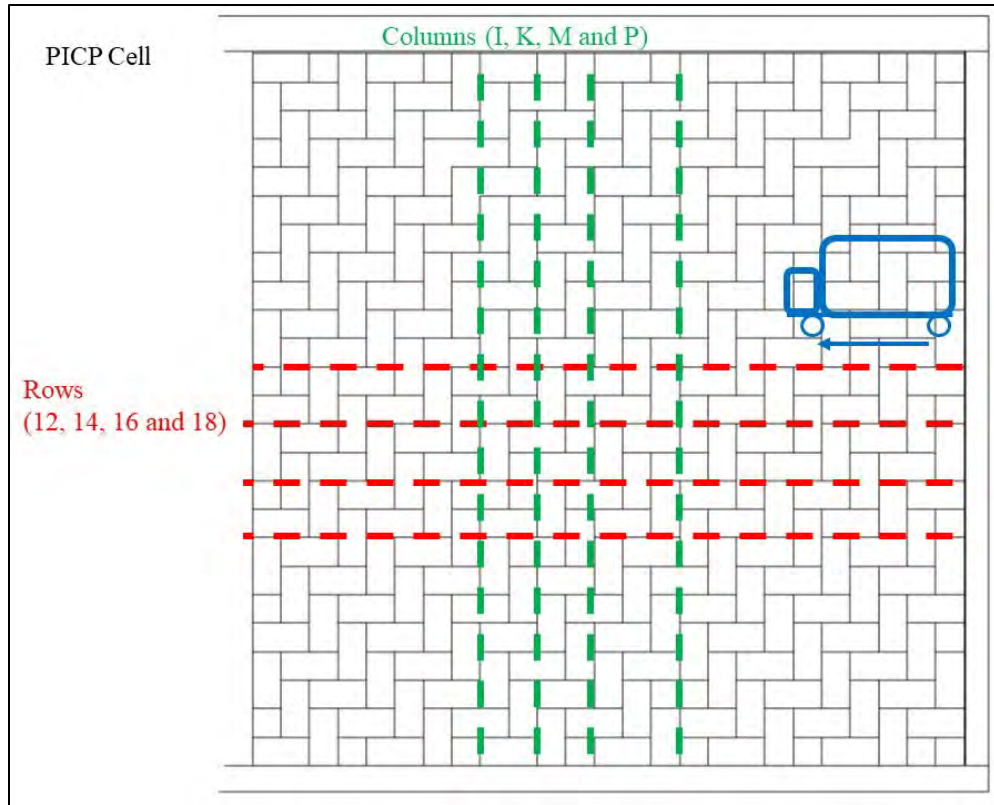 Columns (I, K, M and P)
PICP Cell
Rows
(12, 14, 16 and 18)